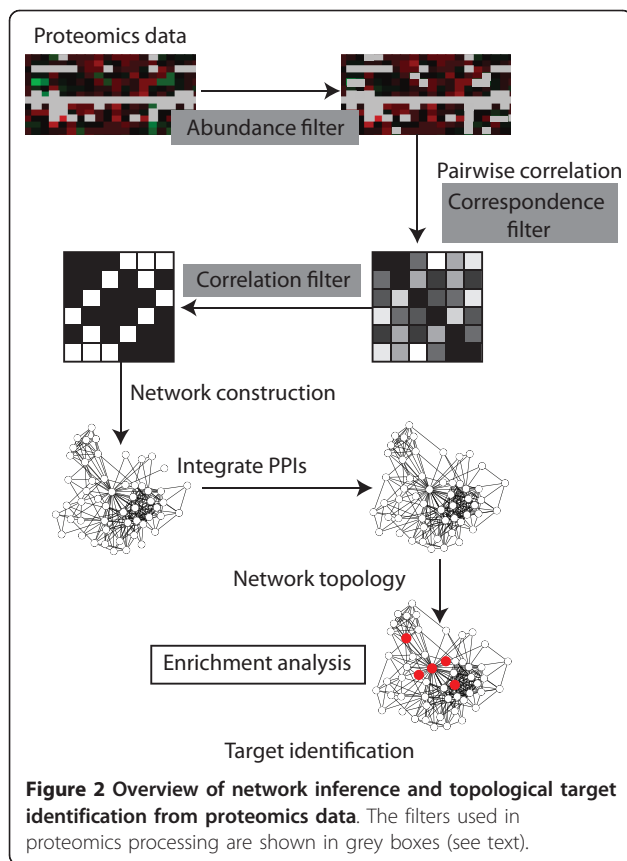 Proteomics data
Abundance filter
Pairwise correlation
Correspondence
filter
Correlation filter
Network construction
Integrate PPIs
Network topology
Enrichment analysis
Target identification
Figure 2 Overview of network inference and topological target
identification from proteomics data. The filters used in
proteomics processing are shown in grey boxes (see text).